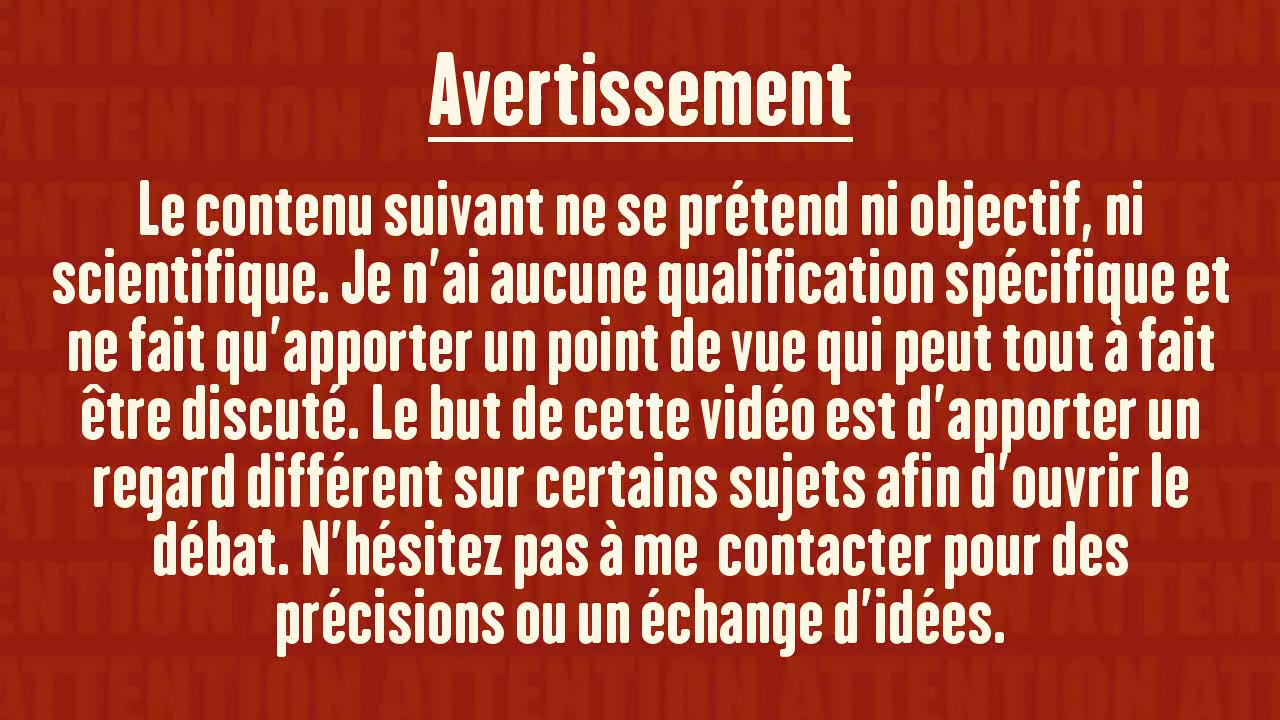 Avertissement
Le contenu suivant ne se prétend ni objectif, ni
scientifique. Je n'ai aucune qualification spécifique et
ne fait qu'apporter un point de vue qui peut tout à fait
être discuté. Le but de cette vidéo est d'apporter un
regard différent sur certains sujets afin d'ouvrir le
débat. N'hésitez pas à me contacter pour des
précisions ou un échange d'idées.